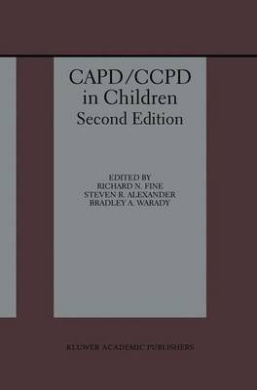 CAPD/CCPD
in Children
Second Edition
EDITED BY
RICHARD N. FINE
STEVEN R. ALEXANDER
BRADLEY A. WARADY
KLUWER ACADEMIC PUBLISHERS